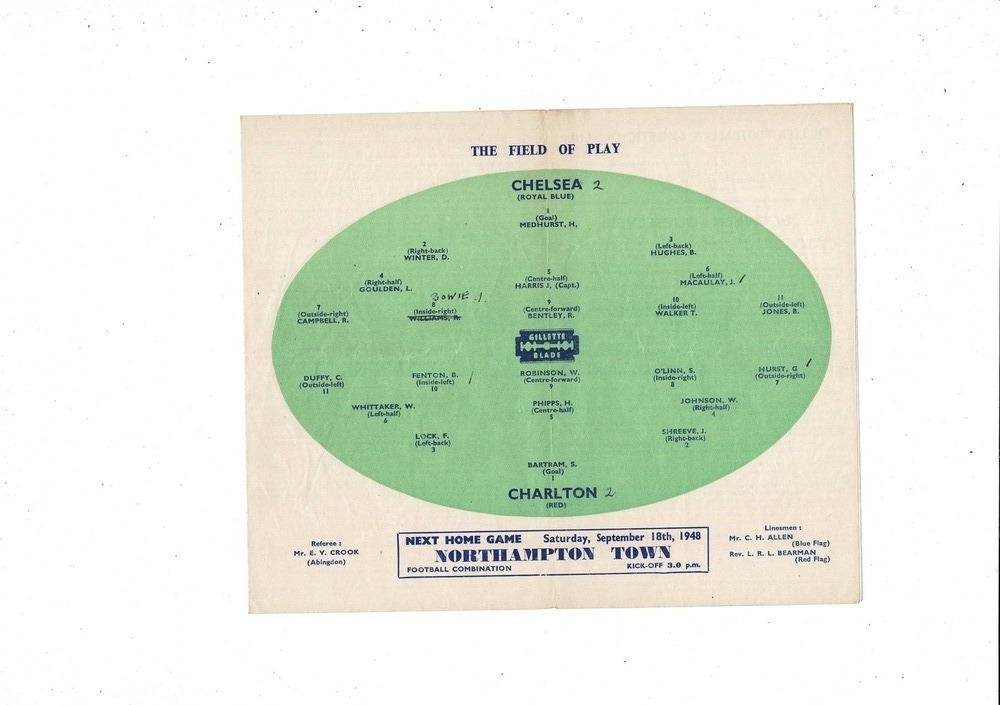 THE FIELD OF PLAY
CHELSEA 2
(ROYAL BLUE)
1
(Goal)
MEDHURST, H,
2
(Right-back)
WINTER, D.
3
(Left-back)
HUGHES, B.
4
(Right-half)
GOULDEN, L.
5
(Centre-half)
HARRIS J, (Capt.)
6
(Left-half)
MACAULAY, J. /
7
(Outside-right)
CAMPBELL, R.
BOWIE /.
8
(Inside-right)
WILLIAMS, R.
9
(Centre-forward)
BENTLEY, R.
10
(Inside-left)
WALKER T.
11
(Outside-left)
JONES, B.
GILLETTE
BLADE
DUFFY, C.
(Outside-left)
11
FENTON, B. /
(Inside-left)
10
ROBINSON, W.
(Centre-forward)
9
O'LINN, S.
(Inside-right)
8
HURST, G /
(Outside-right)
7
WHITTAKER, W.
(Left-half)
6
PHIPPS, H.
(Centre-half)
5
JOHNSON, W.
(Right-half)
4
LOCK, F.
(Left-back)
3
SHREEVE, J.
(Right-back)
2
BARTRAM, S.
(Goal)
1
CHARLTON 2
(RED)
Referee :
Mr. E. V. CROOK
(Abingdon)
NEXT HOME GAME Saturday, September 18th, 1948
NORTHAMPTON TOWN
FOOTBALL COMBINATION KICK-OFF 3.0 p.m.
Linesmen :
Mr. C. H. ALLEN
(Blue Flag)
Rev. L. R. L. BEARMAN
(Red Flag)